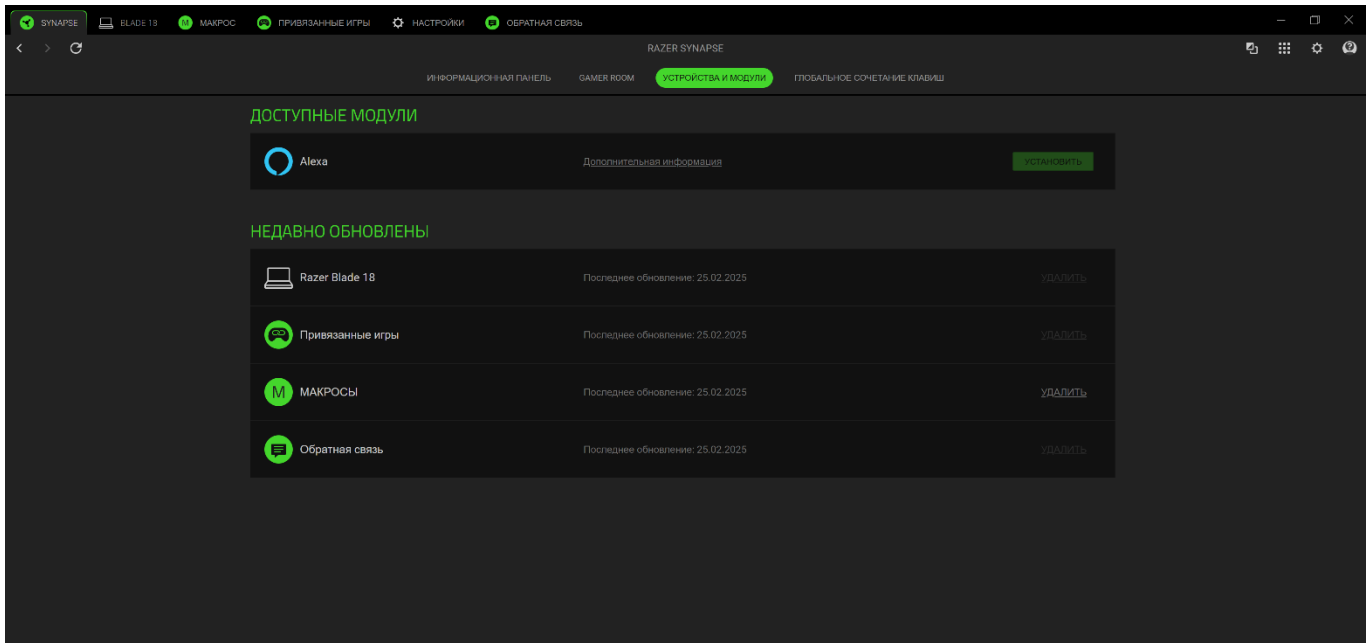 SYNAPSE BLADE 18 M МАКРОС ПРИВЯЗАННЫЕ ИГРЫ НАСТРОЙКИ ОБРАТНАЯ СВЯЗЬ
RAZER SYNAPSE
ИНФОРМАЦИОННАЯ ПАНЕЛЬ GAMER ROOM УСТРОЙСТВА И МОДУЛИ ГЛОБАЛЬНОЕ СОЧЕТАНИЕ КЛАВИШ
ДОСТУПНЫЕ МОДУЛИ
Alexa Дополнительная информация УСТАНОВИТЬ
НЕДАВНО ОБНОВЛЕНЫ
Razer Blade 18 Последнее обновление: 25.02.2025 УДАЛИТЬ
Привязанные игры Последнее обновление: 25.02.2025 УДАЛИТЬ
M МАКРОСЫ Последнее обновление: 25.02.2025 УДАЛИТЬ
Обратная связь Последнее обновление: 25.02.2025 УДАЛИТЬ